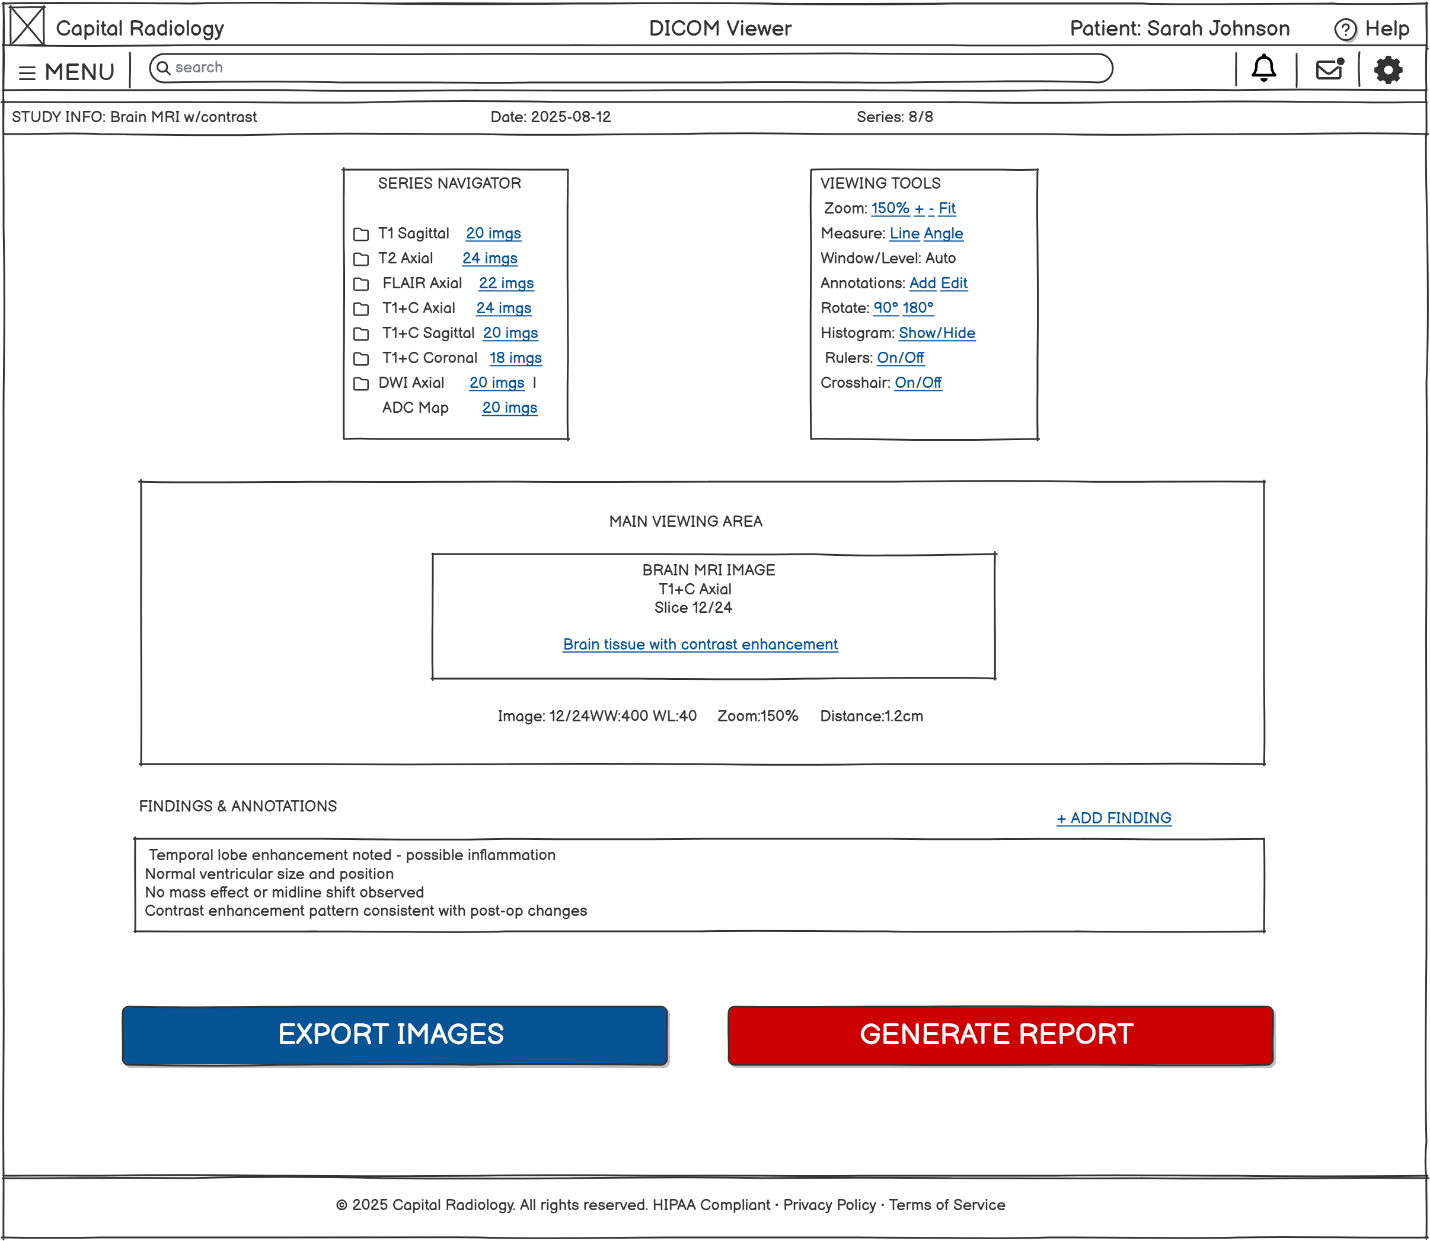 Capital Radiology
DICOM Viewer
Patient: Sarah Johnson
Help
MENU
search
STUDY INFO: Brain MRI w/contrast
Date: 2025-08-12
Series: 8/8
SERIES NAVIGATOR
T1 Sagittal 20 imgs
T2 Axial 24 imgs
FLAIR Axial 22 imgs
T1+C Axial 24 imgs
T1+C Sagittal 20 imgs
T1+C Coronal 18 imgs
DWI Axial 20 imgs |
ADC Map 20 imgs
VIEWING TOOLS
Zoom: 150% + - Fit
Measure: Line Angle
Window/Level: Auto
Annotations: Add Edit
Rotate: 90° 180°
Histogram: Show/Hide
Rulers: On/Off
Crosshair: On/Off
MAIN VIEWING AREA
BRAIN MRI IMAGE
T1+C Axial
Slice 12/24
Brain tissue with contrast enhancement
Image: 12/24WW:400 WL:40 Zoom:150% Distance:1.2cm
FINDINGS & ANNOTATIONS
+ ADD FINDING
Temporal lobe enhancement noted - possible inflammation
Normal ventricular size and position
No mass effect or midline shift observed
Contrast enhancement pattern consistent with post-op changes
EXPORT IMAGES
GENERATE REPORT
© 2025 Capital Radiology. All rights reserved. HIPAA Compliant · Privacy Policy · Terms of Service